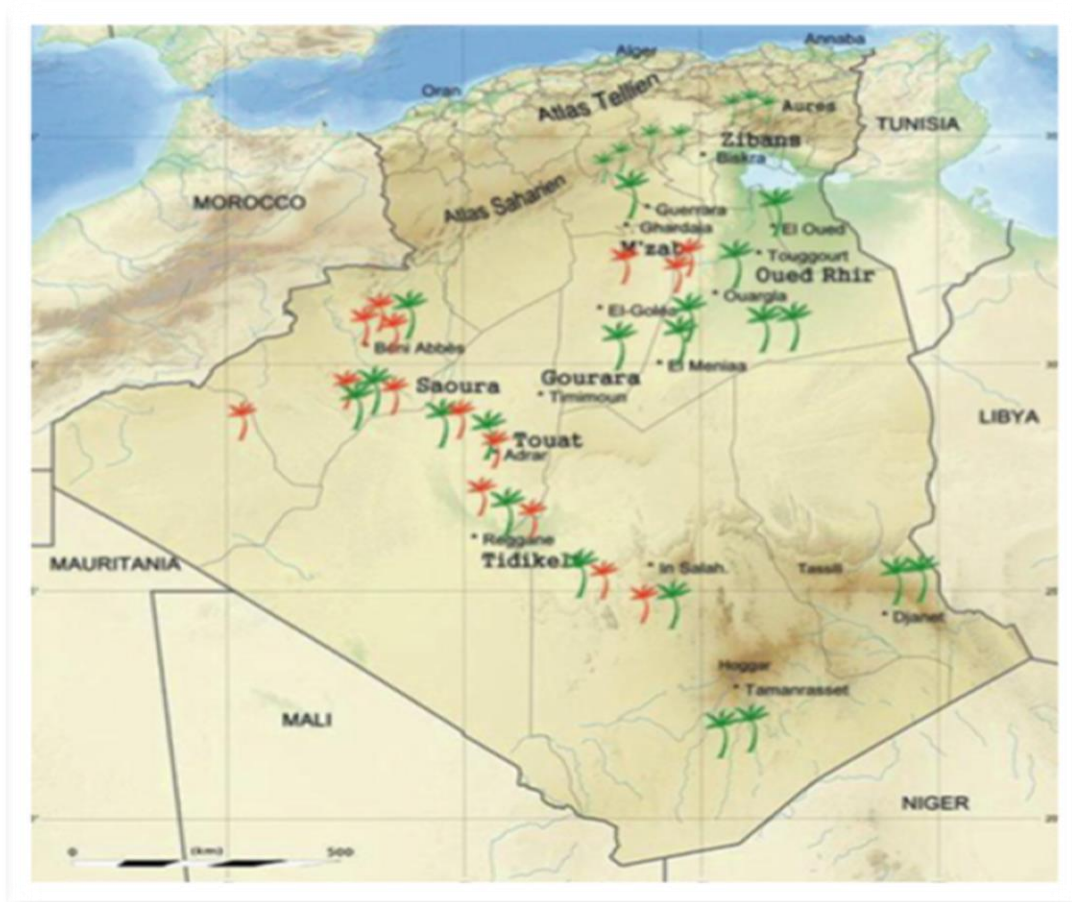 Annaba
Alger
Oran
Atlas Tellien
Aures
TUNISIA
Zibans
Biskra
MOROCCO
Atlas Saharien
Guerrara
Ghardaia
El Oued
M'zab
Touggourt
Oued Rhir
Ouargla
El-Goléa
Béni Abbès
El Meniaa
Gourara
Saoura
Timimoun
LIBYA
Touat
Adrar
Reggane
Tidikelt
MAURITANIA
In Salah.
Tassili
Djanet
Hoggar
Tamanrasset
MALI
NIGER
0 (km) 500